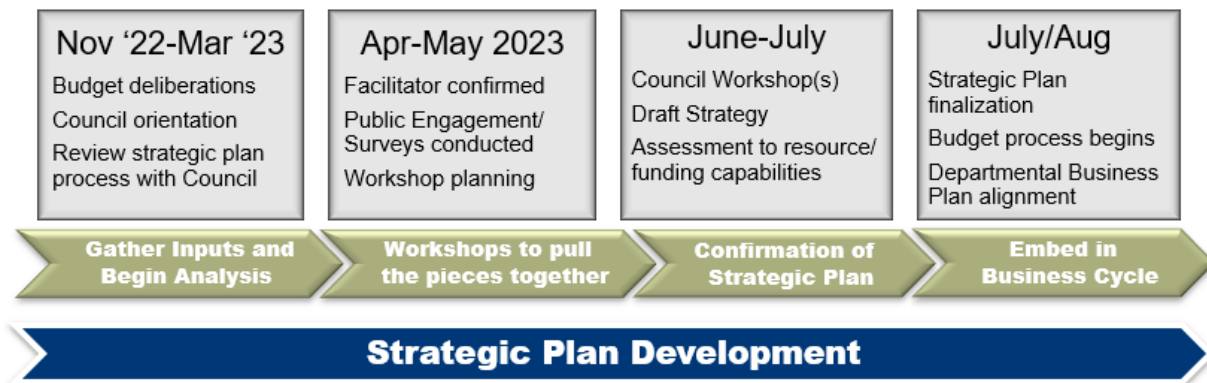 Nov ‘22-Mar ‘23
Budget deliberations
Council orientation
Review strategic plan
process with Council
Apr-May 2023
Facilitator confirmed
Public Engagement/
Surveys conducted
Workshop planning
June-July
Council Workshop(s)
Draft Strategy
Assessment to resource/
funding capabilities
July/Aug
Strategic Plan
finalization
Budget process begins
Departmental Business
Plan alignment
Gather Inputs and
Begin Analysis
Workshops to pull
the pieces together
Confirmation of
Strategic Plan
Embed in
Business Cycle
Strategic Plan Development